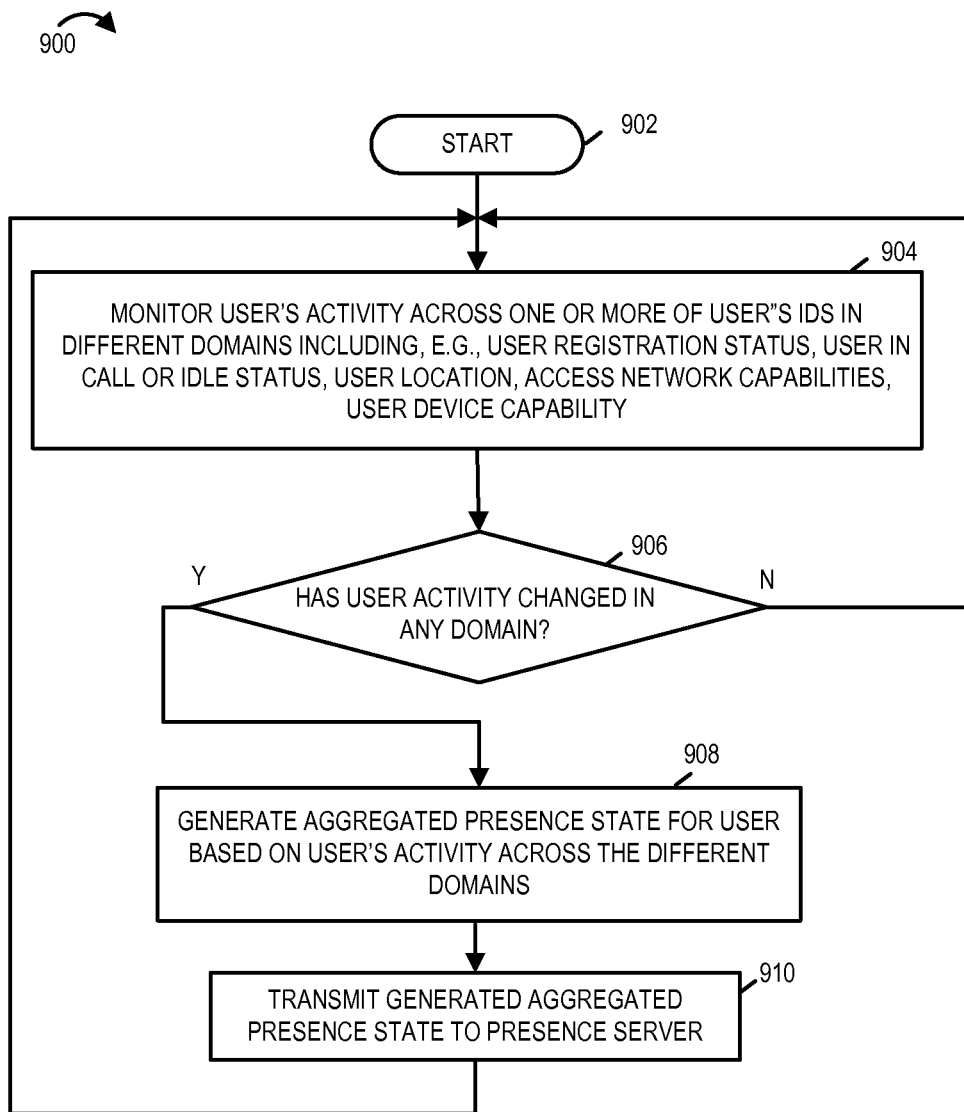 900
START
902
904
MONITOR USER'S ACTIVITY ACROSS ONE OR MORE OF USER"S IDS IN
DIFFERENT DOMAINS INCLUDING, E.G., USER REGISTRATION STATUS, USER IN
CALL OR IDLE STATUS, USER LOCATION, ACCESS NETWORK CAPABILITIES,
USER DEVICE CAPABILITY
906
Y
N
HAS USER ACTIVITY CHANGED IN
ANY DOMAIN?
908
GENERATE AGGREGATED PRESENCE STATE FOR USER
BASED ON USER'S ACTIVITY ACROSS THE DIFFERENT
DOMAINS
910
TRANSMIT GENERATED AGGREGATED
PRESENCE STATE TO PRESENCE SERVER